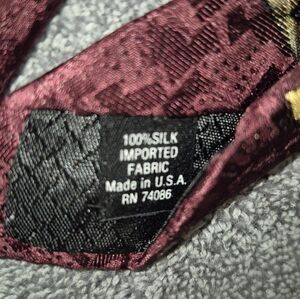 100%SILK
IMPORTED
FABRIC
Made in U.S.A.
RN 74086